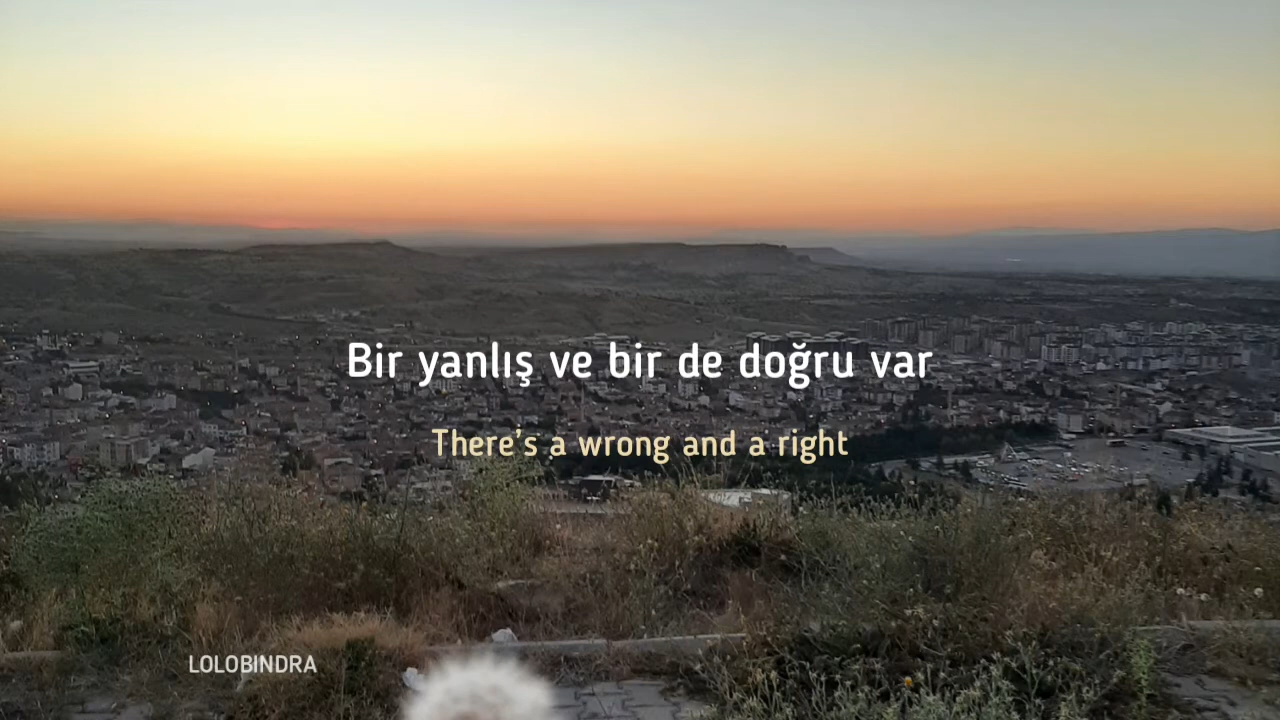 Bir yanlış ve bir de doğru var
There's a wrong and a right
LOLOBINDRA